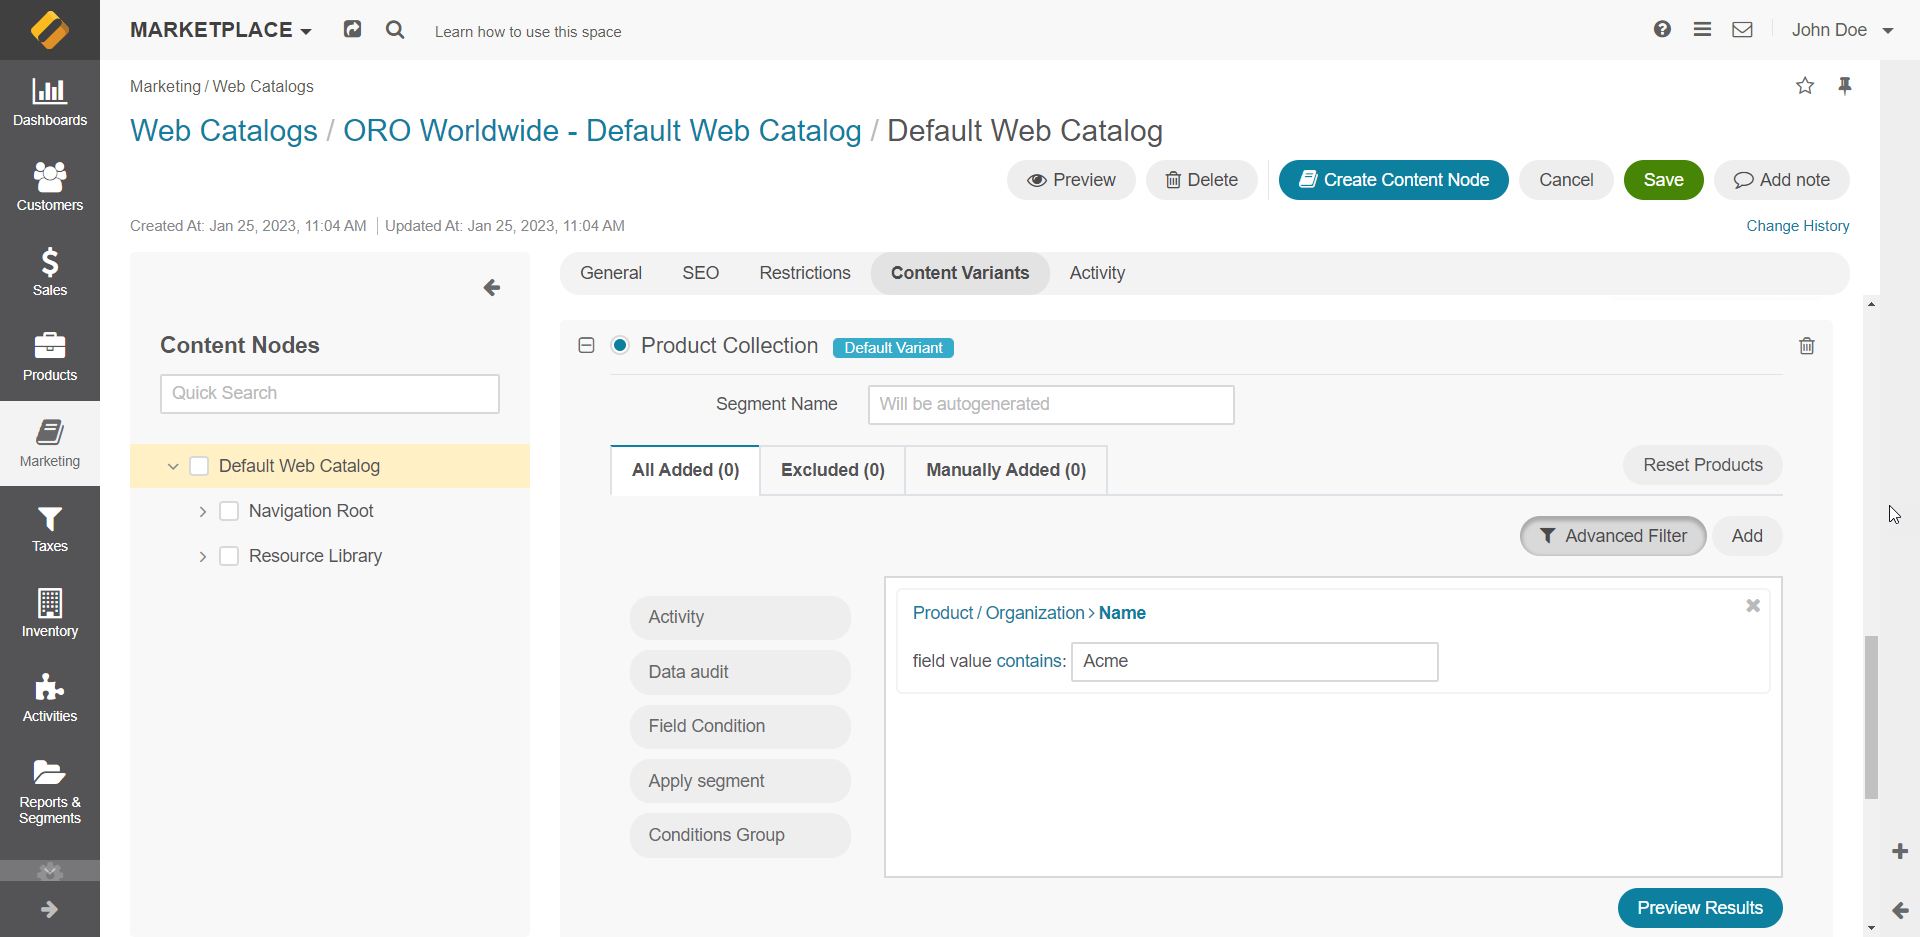 MARKETPLACE
Learn how to use this space
John Doe
Dashboards
Customers
Sales
Products
Marketing
Taxes
Inventory
Activities
Reports &
Segments
Marketing / Web Catalogs
Web Catalogs / ORO Worldwide - Default Web Catalog / Default Web Catalog
Preview
Delete
Create Content Node
Cancel
Save
Add note
Created At: Jan 25, 2023, 11:04 AM
Updated At: Jan 25, 2023, 11:04 AM
Change History
Content Nodes
Quick Search
Default Web Catalog
Navigation Root
Resource Library
General
SEO
Restrictions
Content Variants
Activity
Product Collection
Default Variant
Segment Name
Will be autogenerated
All Added (0)
Excluded (0)
Manually Added (0)
Reset Products
Advanced Filter
Add
Activity
Data audit
Field Condition
Apply segment
Conditions Group
Product / Organization > Name
field value contains: Acme
Preview Results